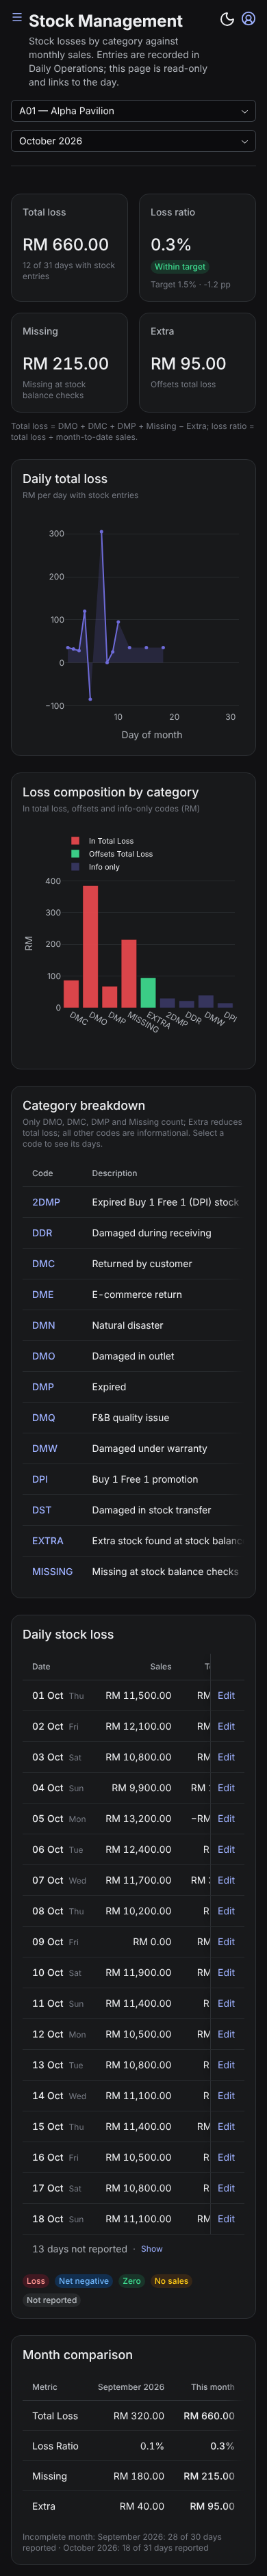 Stock Management
Stock losses by category against
monthly sales. Entries are recorded in
Daily Operations; this page is read-only
and links to the day.
A01 — Alpha Pavilion
October 2026
Total loss
RM 660.00
12 of 31 days with stock
entries
Loss ratio
0.3%
Within target
Target 1.5% · -1.2 pp
Missing
RM 215.00
Missing at stock
balance checks
Extra
RM 95.00
Offsets total loss
Total loss = DMO + DMC + DMP + Missing − Extra; loss ratio =
total loss ÷ month-to-date sales.
Daily total loss
RM per day with stock entries
300
200
100
0
−100
10
20
30
Day of month
Loss composition by category
In total loss, offsets and info-only codes (RM)
In Total Loss
Offsets Total Loss
Info only
400
300
200
100
0
RM
DMC
DMO
DMP
MISSING
EXTRA
2DMP
DDR
DMW
DPI
Category breakdown
Only DMO, DMC, DMP and Missing count; Extra reduces
total loss; all other codes are informational. Select a
code to see its days.
Code Description
2DMP Expired Buy 1 Free 1 (DPI) stock
DDR Damaged during receiving
DMC Returned by customer
DME E-commerce return
DMN Natural disaster
DMO Damaged in outlet
DMP Expired
DMQ F&B quality issue
DMW Damaged under warranty
DPI Buy 1 Free 1 promotion
DST Damaged in stock transfer
EXTRA Extra stock found at stock balanc
MISSING Missing at stock balance checks
Daily stock loss
Date Sales T
01 Oct Thu RM 11,500.00 RM Edit
02 Oct Fri RM 12,100.00 RM Edit
03 Oct Sat RM 10,800.00 RM Edit
04 Oct Sun RM 9,900.00 RM 1 Edit
05 Oct Mon RM 13,200.00 −RM Edit
06 Oct Tue RM 12,400.00 R Edit
07 Oct Wed RM 11,700.00 RM 3 Edit
08 Oct Thu RM 10,200.00 R Edit
09 Oct Fri RM 0.00 RM Edit
10 Oct Sat RM 11,900.00 RM Edit
11 Oct Sun RM 11,400.00 R Edit
12 Oct Mon RM 10,500.00 RM Edit
13 Oct Tue RM 10,800.00 R Edit
14 Oct Wed RM 11,100.00 R Edit
15 Oct Thu RM 11,400.00 RM Edit
16 Oct Fri RM 10,500.00 R Edit
17 Oct Sat RM 10,800.00 R Edit
18 Oct Sun RM 11,100.00 RM Edit
13 days not reported · Show
Loss Net negative Zero No sales
Not reported
Month comparison
Metric September 2026 This month
Total Loss RM 320.00 RM 660.00
Loss Ratio 0.1% 0.3%
Missing RM 180.00 RM 215.00
Extra RM 40.00 RM 95.00
Incomplete month: September 2026: 28 of 30 days
reported · October 2026: 18 of 31 days reported